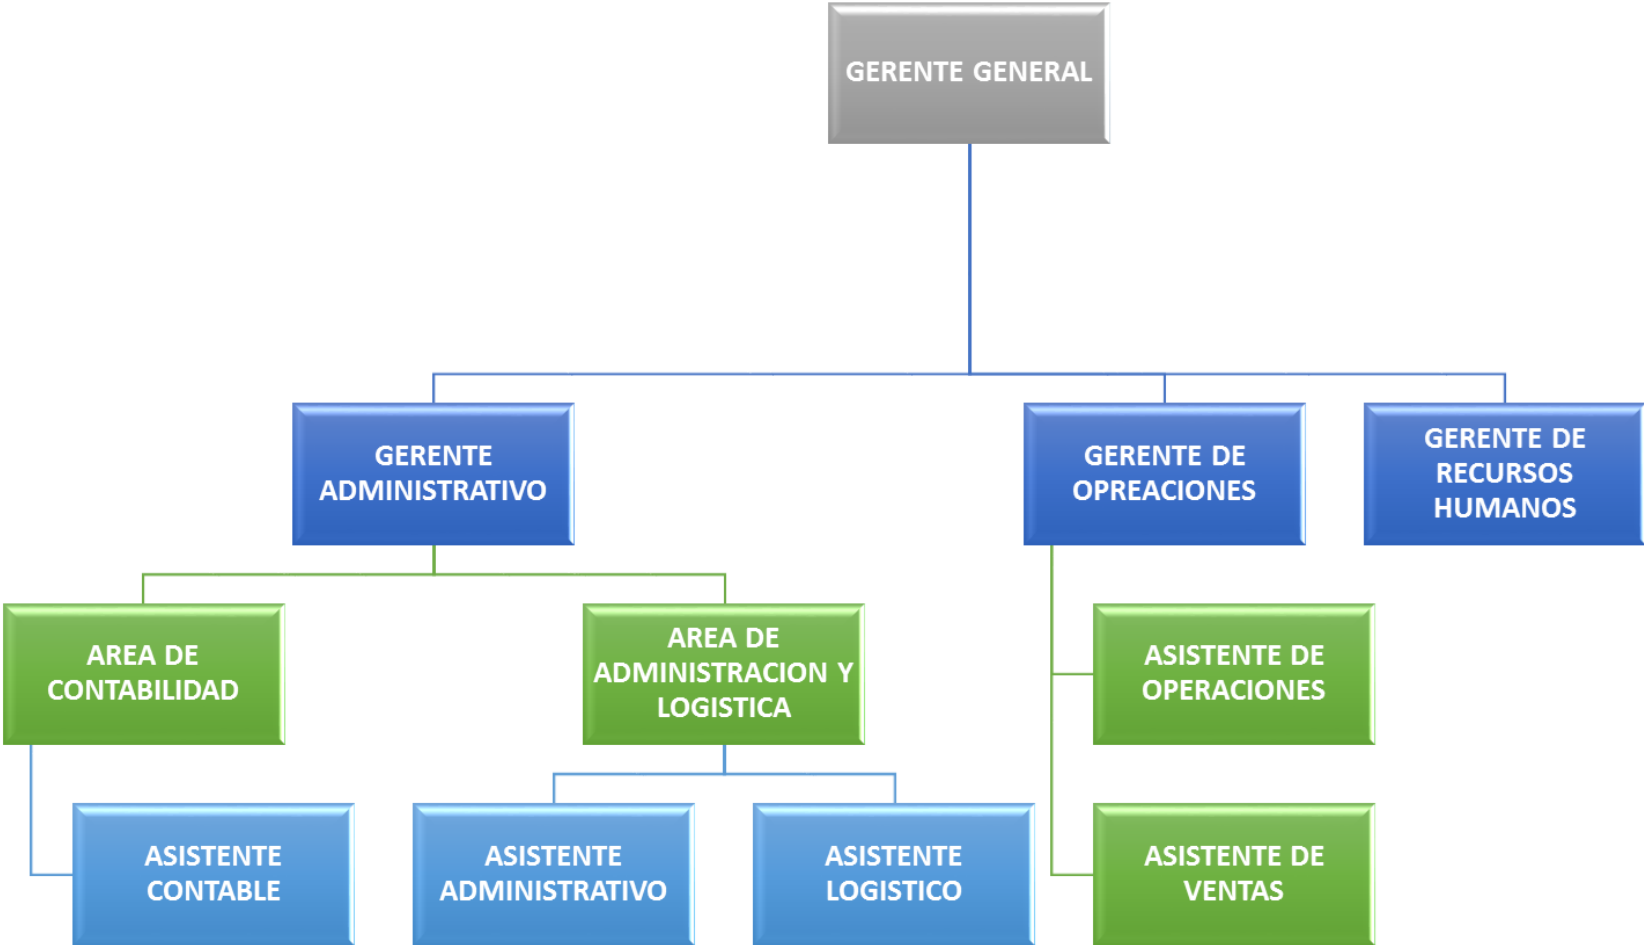 GERENTE GENERAL
GERENTE
ADMINISTRATIVO
GERENTE DE
OPREACIONES
GERENTE DE
RECURSOS
HUMANOS
AREA DE
CONTABILIDAD
AREA DE
ADMINISTRACION Y
LOGISTICA
ASISTENTE DE
OPERACIONES
ASISTENTE
CONTABLE
ASISTENTE
ADMINISTRATIVO
ASISTENTE
LOGISTICO
ASISTENTE DE
VENTAS